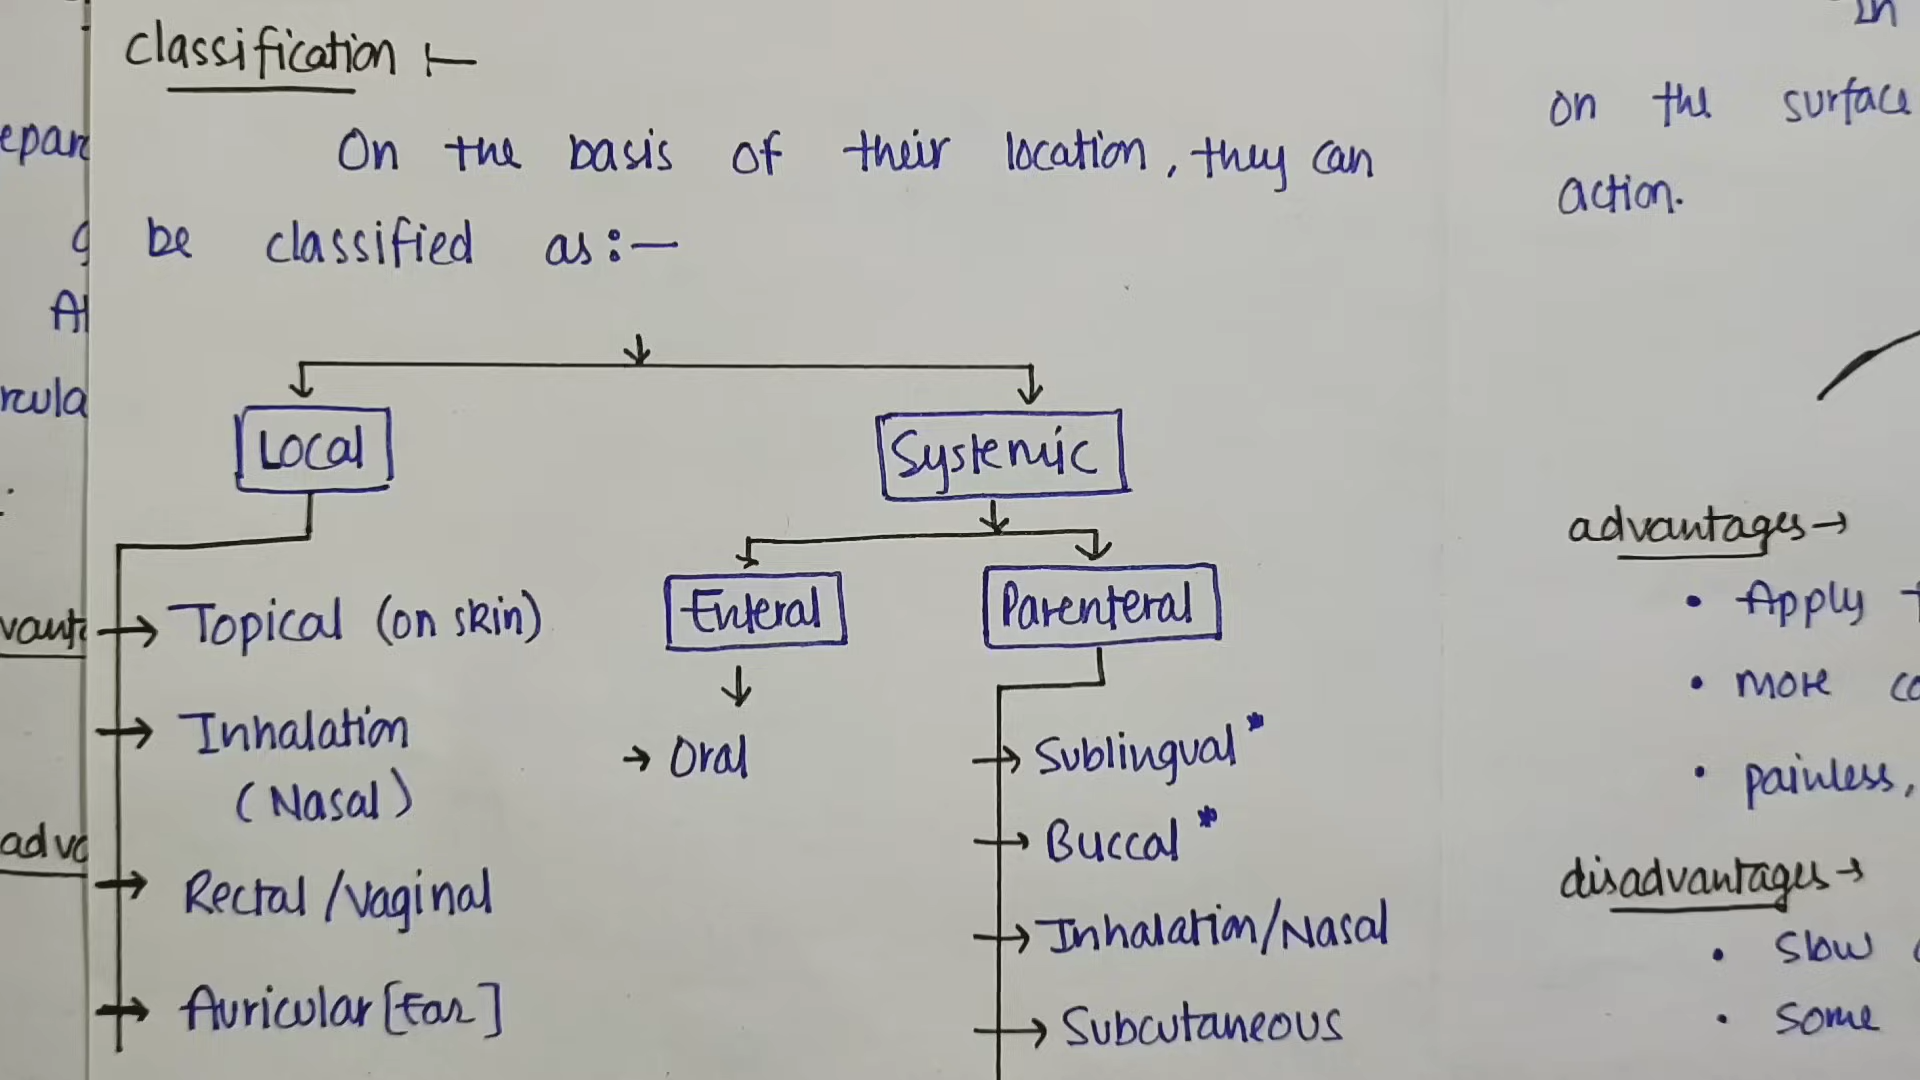 Classification :-
On the basis of their location, they can
be classified as :-
Local
Systemic
Enteral
Parenteral
Topical (on skin)
Inhalation
(Nasal)
Rectal/vaginal
Auricular [Ear]
→ Oral
Sublingual *
Buccal *
Inhalation/Nasal
Subcutaneous
in
on the surface
action.
advantages →
• Apply
• more
• painless,
disadvantages →
• slow
• some